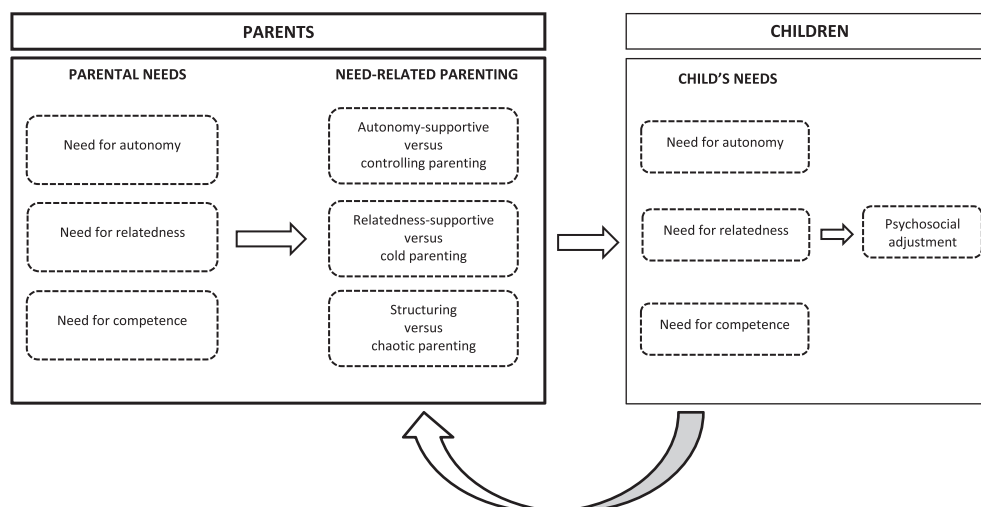 PARENTS
PARENTAL NEEDS
NEED-RELATED PARENTING
Need for autonomy
Need for relatedness
Need for competence
Autonomy-supportive
versus
controlling parenting
Relatedness-supportive
versus
cold parenting
Structuring
versus
chaotic parenting
CHILDREN
CHILD'S NEEDS
Need for autonomy
Need for relatedness
Need for competence
Psychosocial
adjustment